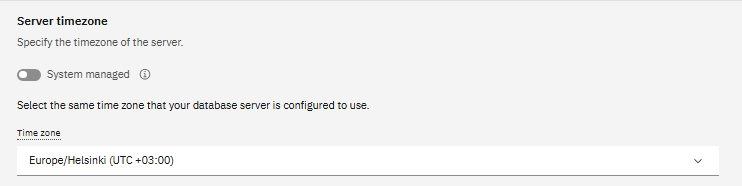 Server timezone
Specify the timezone of the server.
System managed
Select the same time zone that your database server is configured to use.
Time zone
Europe/Helsinki (UTC +03:00)